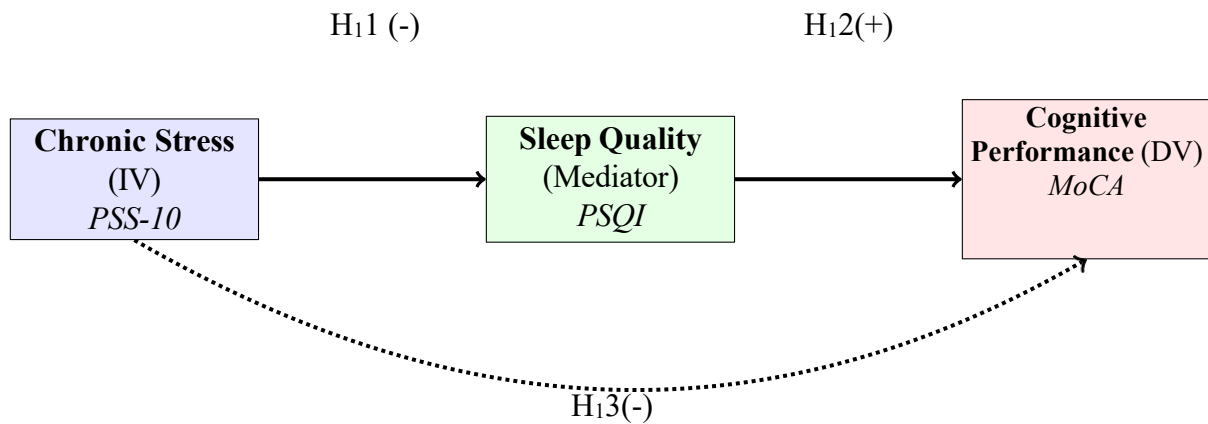 H₁1 (-)
H₁2(+)
Chronic Stress
(IV)
PSS-10
Sleep Quality
(Mediator)
PSQI
Cognitive
Performance (DV)
MoCA
H₁3(-)